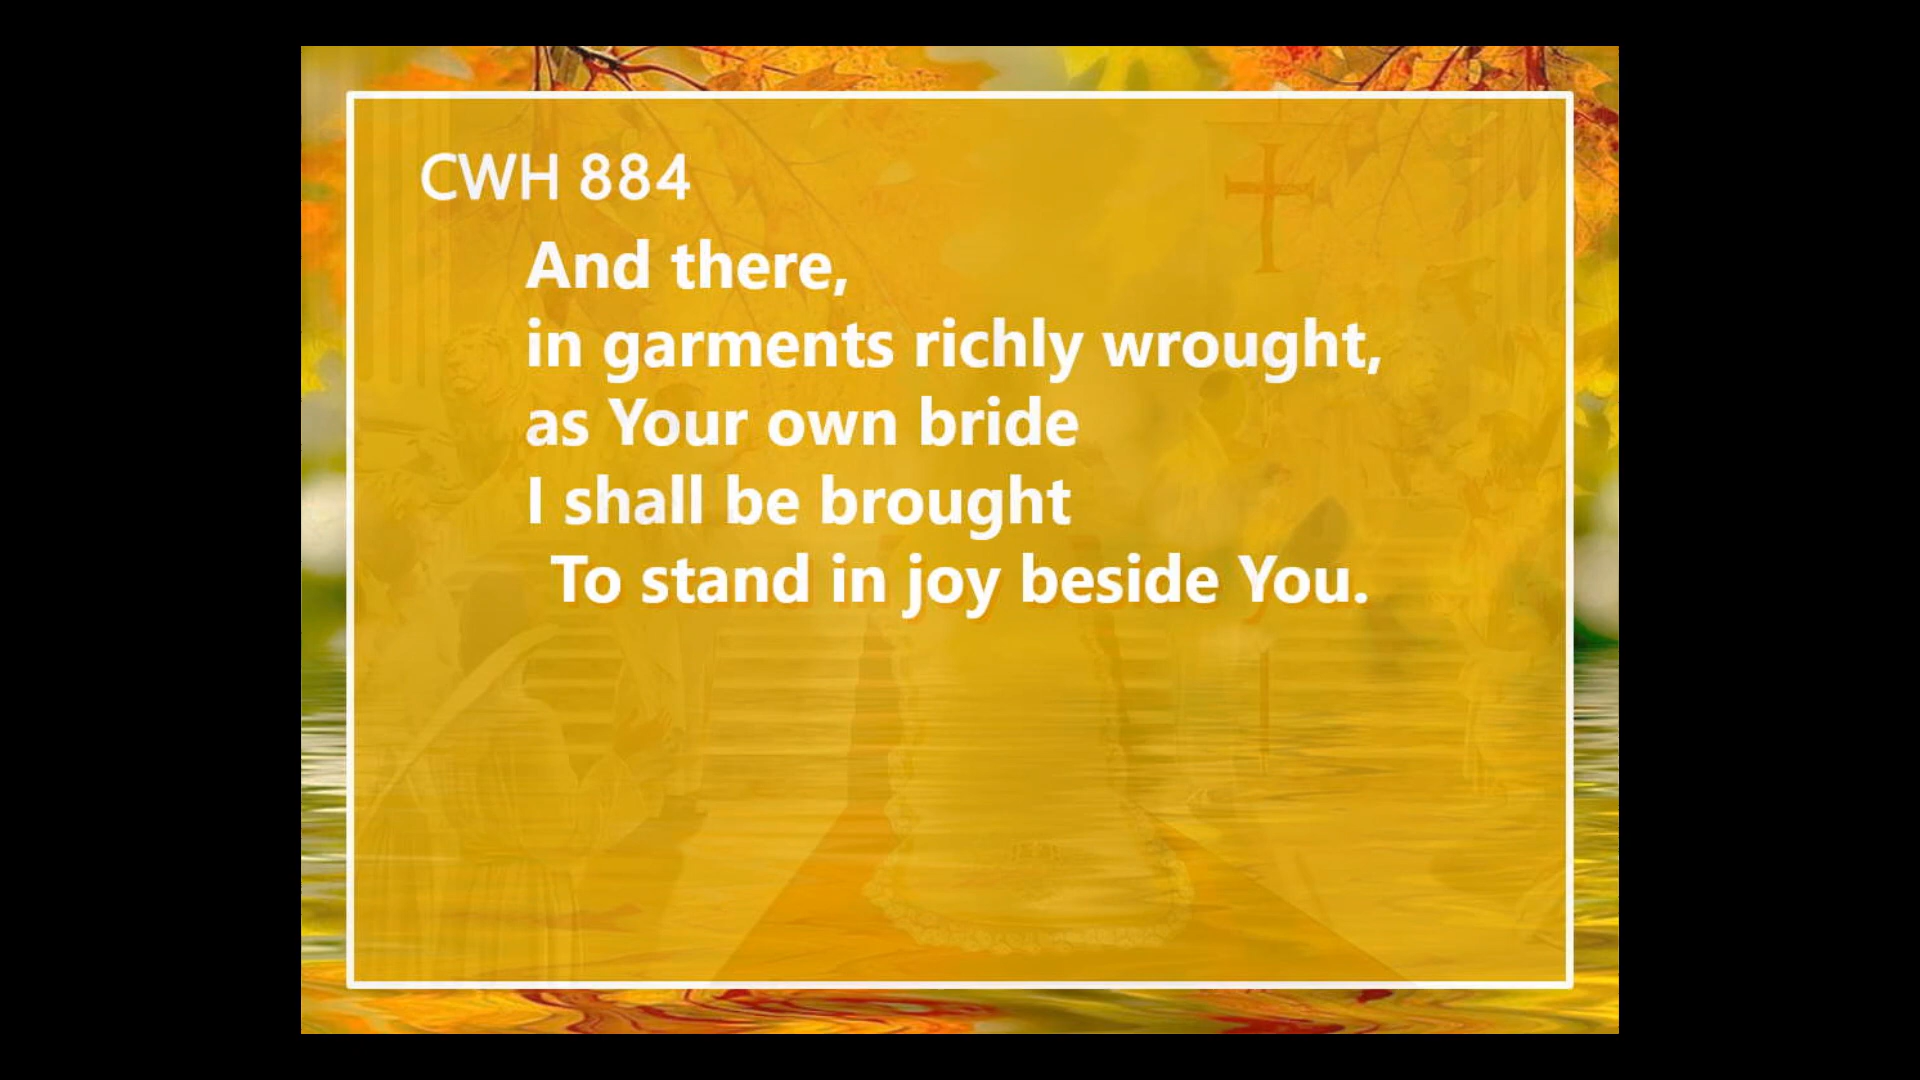 CWH 884
And there,
in garments richly wrought,
as Your own bride
I shall be brought
To stand in joy beside You.